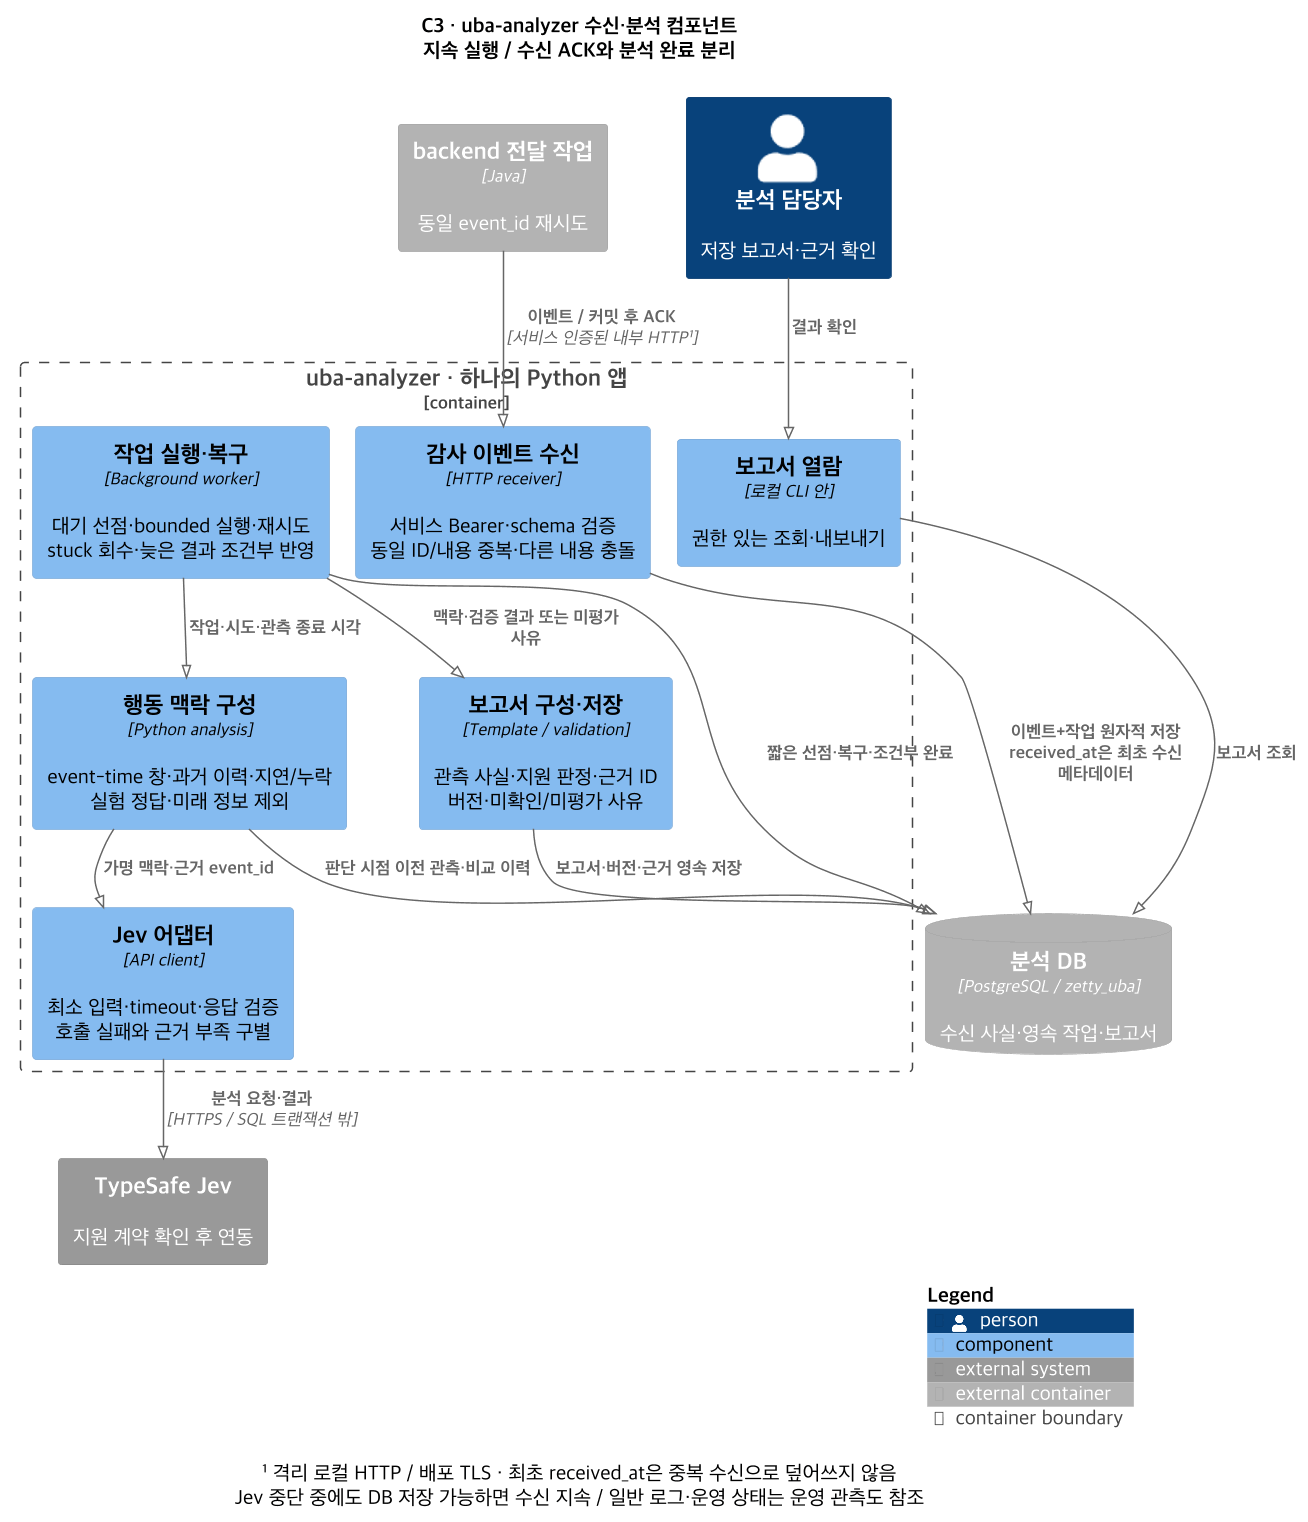 C3 · uba-analyzer 수신·분석 컴포넌트
지속 실행 / 수신 ACK와 분석 완료 분리
backend 전달 작업
[Java]
동일 event_id 재시도
분석 담당자
저장 보고서·근거 확인
이벤트 / 커밋 후 ACK
[서비스 인증된 내부 HTTP¹]
결과 확인
uba-analyzer · 하나의 Python 앱
[container]
작업 실행·복구
[Background worker]
대기 선점·bounded 실행·재시도
stuck 회수·늦은 결과 조건부 반영
감사 이벤트 수신
[HTTP receiver]
서비스 Bearer·schema 검증
동일 ID/내용 중복·다른 내용 충돌
보고서 열람
[로컬 CLI 안]
권한 있는 조회·내보내기
작업·시도·관측 종료 시각
맥락·검증 결과 또는 미평가
사유
행동 맥락 구성
[Python analysis]
event-time 창·과거 이력·지연/누락
실험 정답·미래 정보 제외
보고서 구성·저장
[Template / validation]
관측 사실·지원 판정·근거 ID
버전·미확인/미평가 사유
짧은 선점·복구·조건부 완료
이벤트+작업 원자적 저장
received_at은 최초 수신
메타데이터
보고서 조회
가명 맥락·근거 event_id
판단 시점 이전 관측·비교 이력
보고서·버전·근거 영속 저장
Jev 어댑터
[API client]
최소 입력·timeout·응답 검증
호출 실패와 근거 부족 구별
분석 DB
[PostgreSQL / zetty_uba]
수신 사실·영속 작업·보고서
분석 요청·결과
[HTTPS / SQL 트랜잭션 밖]
TypeSafe Jev
지원 계약 확인 후 연동
Legend
person
component
external system
external container
container boundary
¹ 격리 로컬 HTTP / 배포 TLS · 최초 received_at은 중복 수신으로 덮어쓰지 않음
Jev 중단 중에도 DB 저장 가능하면 수신 지속 / 일반 로그·운영 상태는 운영 관측도 참조